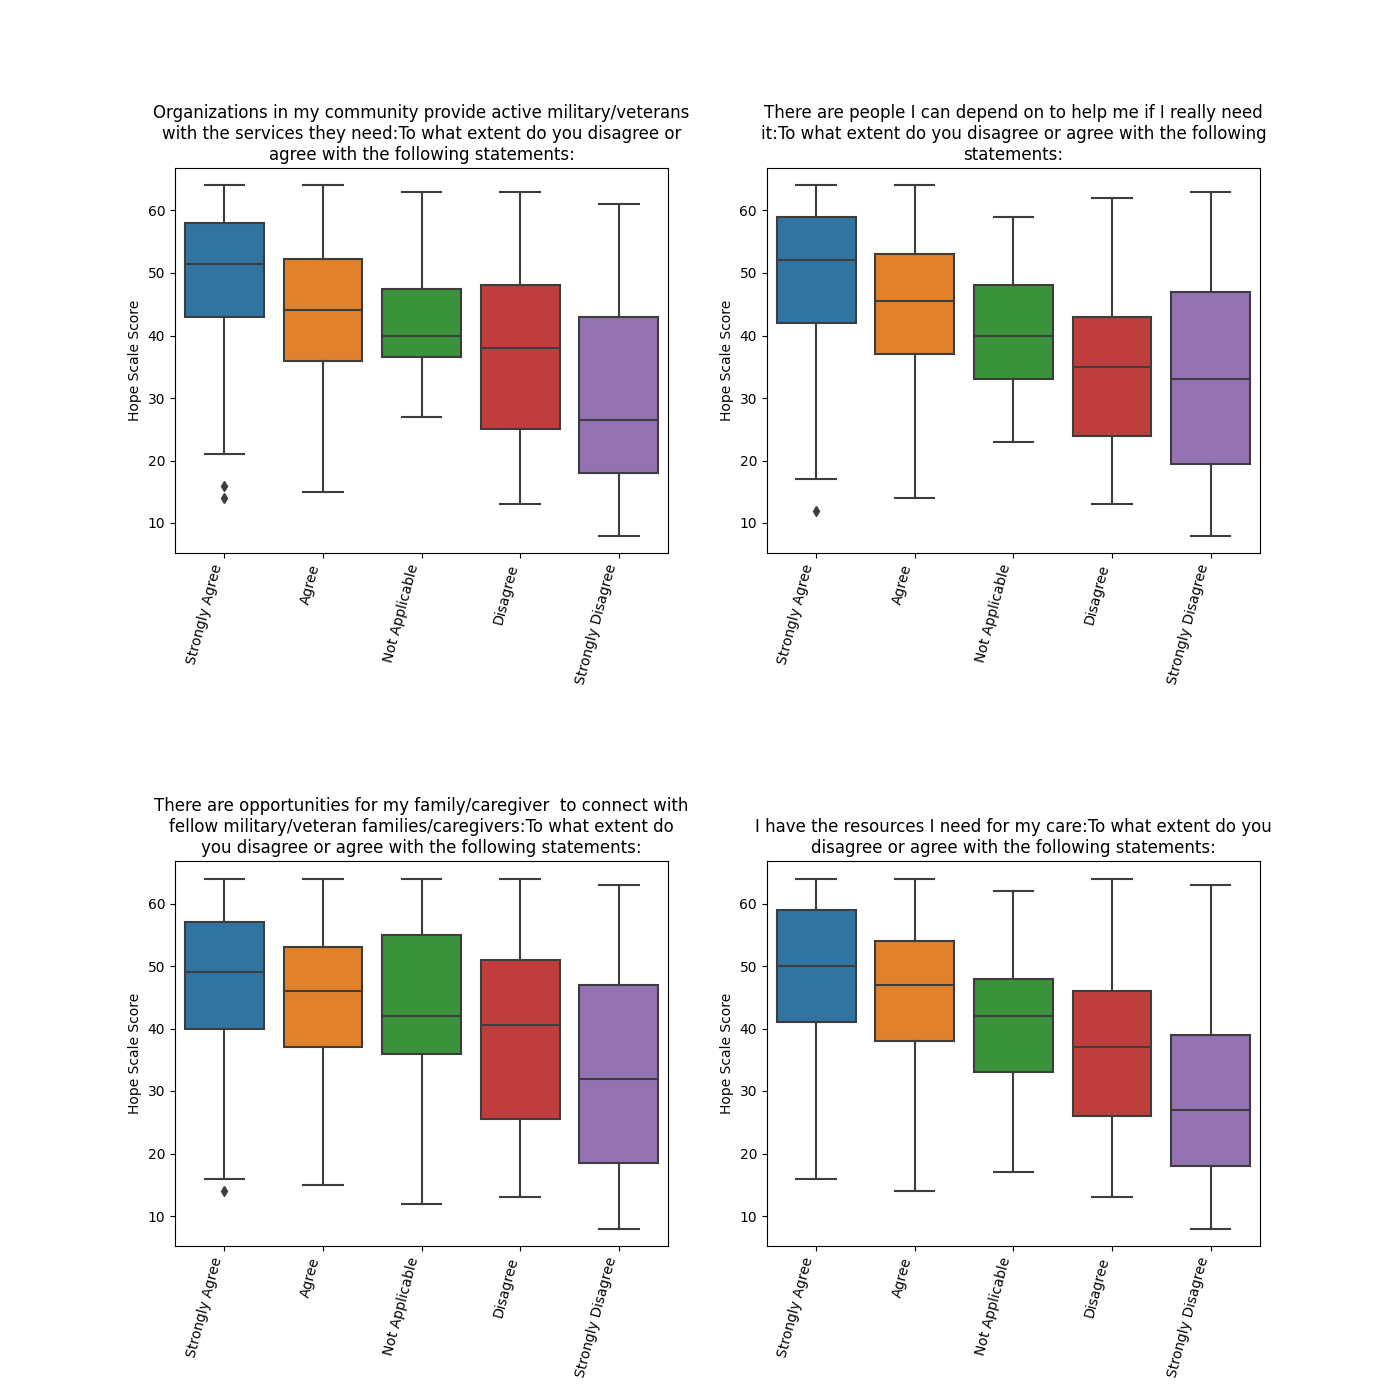 Organizations in my community provide active military/veterans
with the services they need:To what extent do you disagree or
agree with the following statements:
Hope Scale Score
60
50
40
30
20
10
Strongly Agree
Agree
Not Applicable
Disagree
Strongly Disagree
There are people I can depend on to help me if I really need
it:To what extent do you disagree or agree with the following
statements:
Hope Scale Score
60
50
40
30
20
10
Strongly Agree
Agree
Not Applicable
Disagree
Strongly Disagree
There are opportunities for my family/caregiver  to connect with
fellow military/veteran families/caregivers:To what extent do
you disagree or agree with the following statements:
Hope Scale Score
60
50
40
30
20
10
Strongly Agree
Agree
Not Applicable
Disagree
Strongly Disagree
I have the resources I need for my care:To what extent do you
disagree or agree with the following statements:
Hope Scale Score
60
50
40
30
20
10
Strongly Agree
Agree
Not Applicable
Disagree
Strongly Disagree